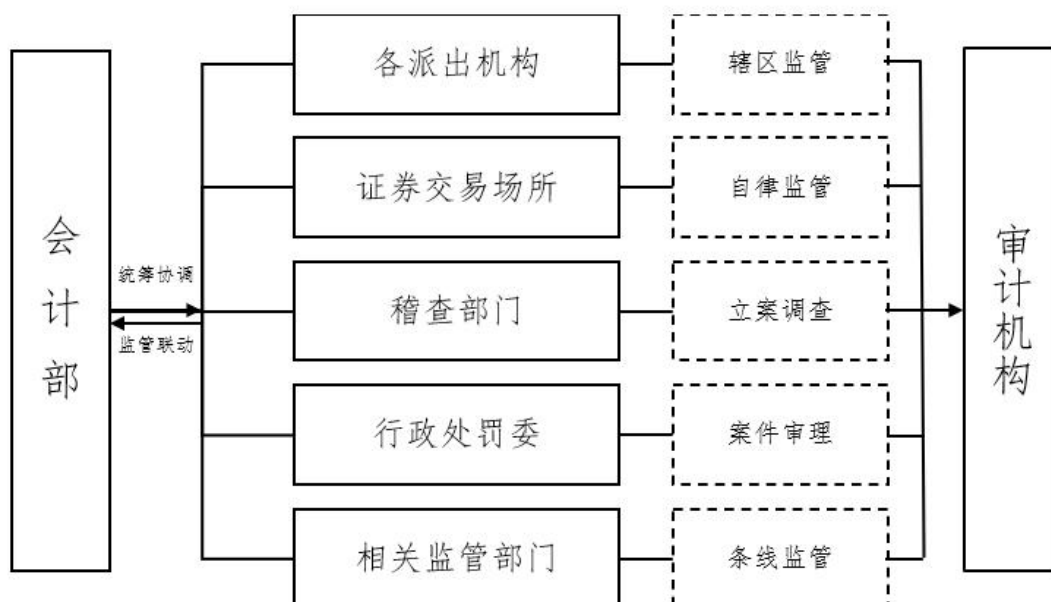 会计部
统筹协调
监管联动
各派出机构
辖区监管
证券交易场所
自律监管
稽查部门
立案调查
行政处罚委
案件审理
相关监管部门
条线监管
审计机构